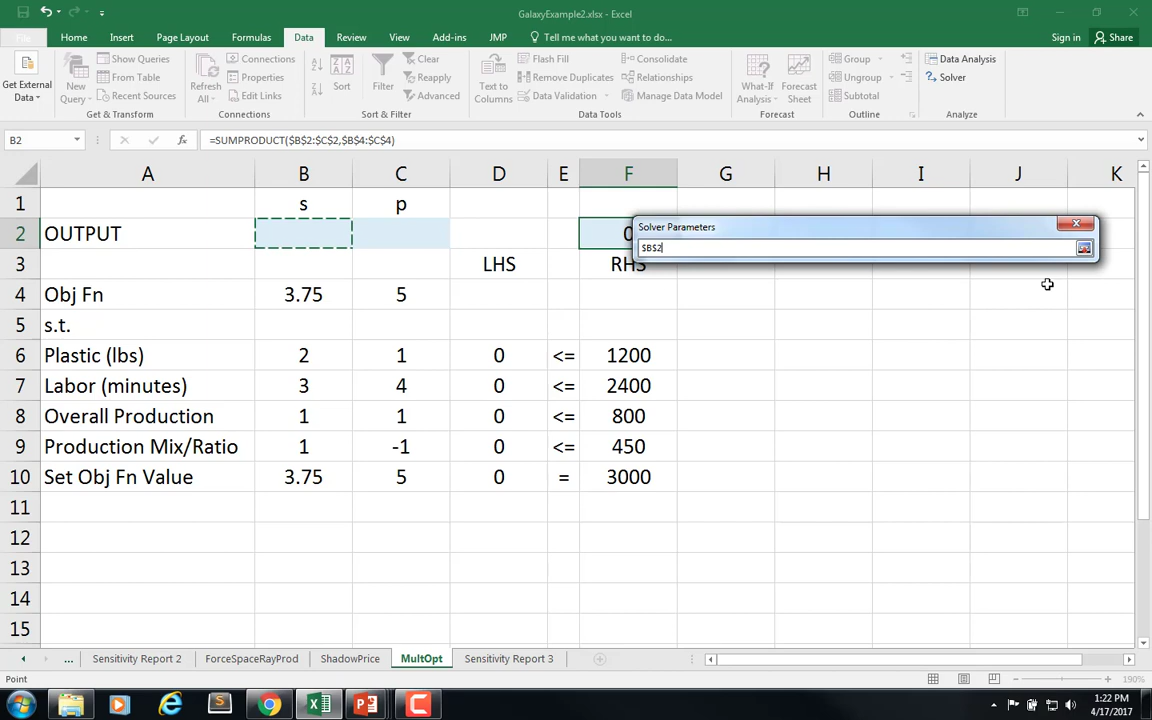 GalaxyExample2.xlsx - Excel
File Home Insert Page Layout Formulas Data Review View Add-ins JMP Tell me what you want to do... Sign in Share
Get External Data
New Query
Show Queries
From Table
Recent Sources
Get & Transform
Refresh All
Connections
Properties
Edit Links
Connections
Sort
Filter
Clear
Reapply
Advanced
Sort & Filter
Text to Columns
Flash Fill
Remove Duplicates
Data Validation
Consolidate
Relationships
Manage Data Model
Data Tools
What-If Analysis
Forecast Sheet
Forecast
Group
Ungroup
Subtotal
Outline
Data Analysis
Solver
Analyze
B2 =SUMPRODUCT($B$2:$C$2,$B$4:$C$4)
A B C D E F G H I J K
1 s p
2 OUTPUT 0
Solver Parameters
$B$2
3 LHS RHS
4 Obj Fn 3.75 5
5 s.t.
6 Plastic (lbs) 2 1 0 <= 1200
7 Labor (minutes) 3 4 0 <= 2400
8 Overall Production 1 1 0 <= 800
9 Production Mix/Ratio 1 -1 0 <= 450
10 Set Obj Fn Value 3.75 5 0 = 3000
11
12
13
14
15
... Sensitivity Report 2 ForceSpaceRayProd ShadowPrice MultOpt Sensitivity Report 3
Point 190%
1:22 PM
4/17/2017